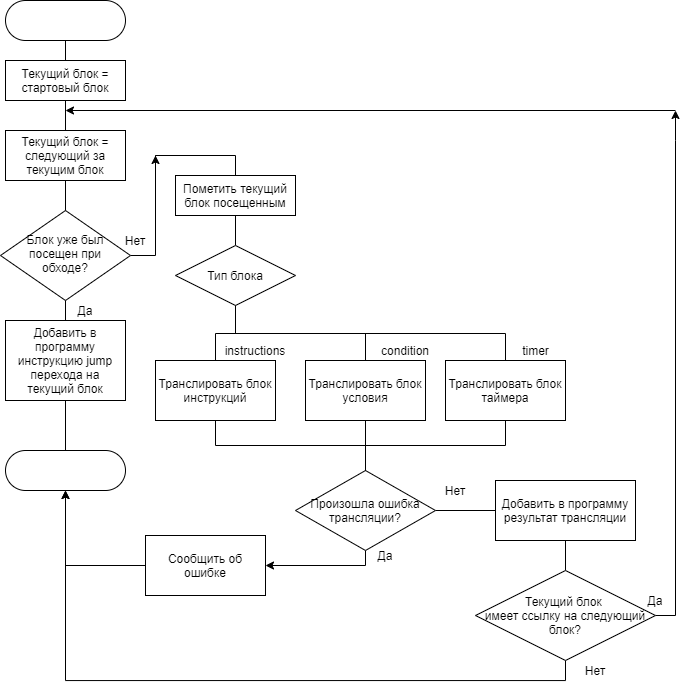 Текущий блок =
стартовый блок
Текущий блок =
следующий за
текущим блок
Блок уже был
посещен при
обходе?
Нет
Да
Добавить в
программу
инструкцию jump
перехода на
текущий блок
Пометить текущий
блок посещенным
Тип блока
instructions
condition
timer
Транслировать блок
инструкций
Транслировать блок
условия
Транслировать блок
таймера
Произошла ошибка
трансляции?
Нет
Да
Добавить в программу
результат трансляции
Сообщить об
ошибке
Текущий блок
имеет ссылку на следующий
блок?
Да
Нет